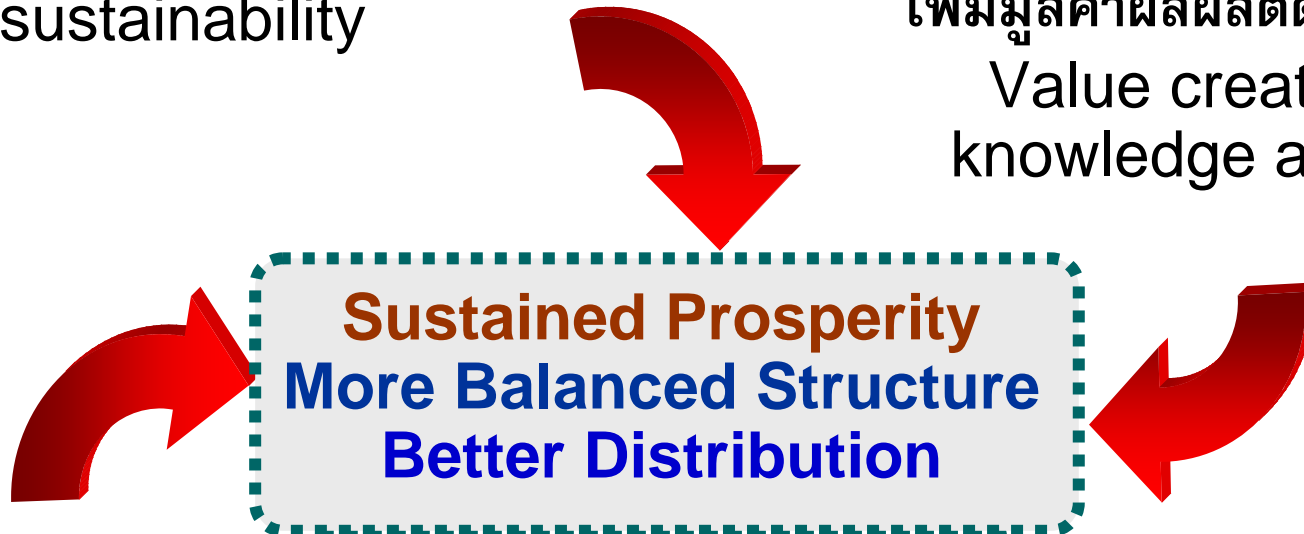 sustainability
Value creat
knowledge a
Sustained Prosperity
More Balanced Structure
Better Distribution